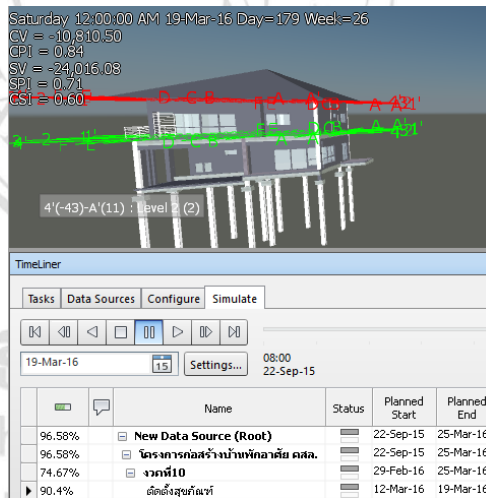 Saturday 12:00:00 AM 19-Mar-16 Day=179 Week=26
CV = -10,810.50
CPI = 0.84
SV = -24,016.08
SPI = 0.71
CSI = 0.60
4'(-43)-A'(11) : Level 2 (2)
TimeLiner
Tasks Data Sources Configure Simulate
19-Mar-16 15 Settings... 08:00
22-Sep-15
Name Status Planned Start Planned End
96.58% New Data Source (Root) 22-Sep-15 25-Mar-16
96.58% โครงการก่อสร้างบ้านพักอาศัย คสล. 22-Sep-15 25-Mar-16
74.67% งวดที่10 29-Feb-16 25-Mar-16
90.4% ติดตั้งสุขภัณฑ์ 12-Mar-16 19-Mar-16